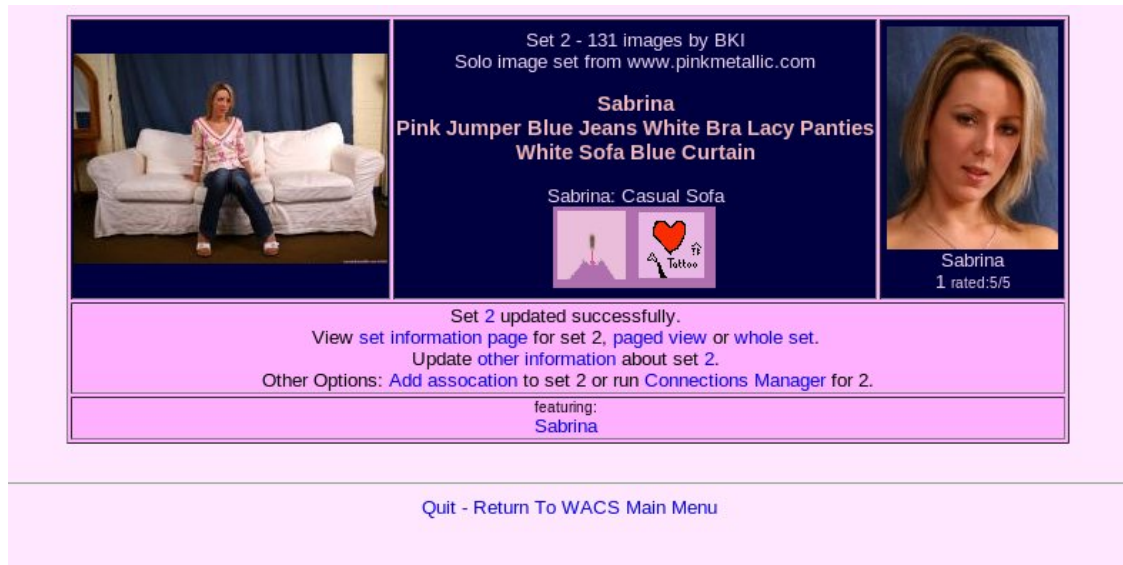 Set 2 - 131 images by BKI
Solo image set from www.pinkmetallic.com
Sabrina
Pink Jumper Blue Jeans White Bra Lacy Panties
White Sofa Blue Curtain
Sabrina: Casual Sofa
Tattoo
Sabrina
1 rated:5/5
Set 2 updated successfully.
View set information page for set 2, paged view or whole set.
Update other information about set 2.
Other Options: Add assocation to set 2 or run Connections Manager for 2.
featuring:
Sabrina
Quit - Return To WACS Main Menu